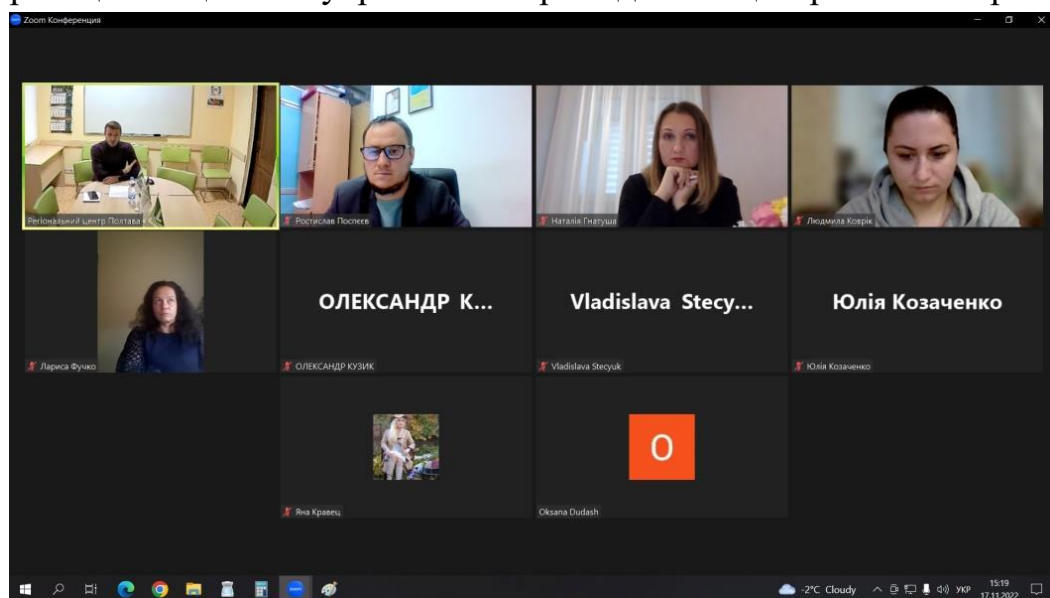 Zoom Конференция
Регіональний центр Полтава
Ростислав Поспєєв
Наталія Гнатуша
Людмила Коврік
Лариса Фучко
ОЛЕКСАНДР К...
ОЛЕКСАНДР КУЗИК
Vladislava Stecy...
Vladislava Stecyuk
Юлія Козаченко
Юлія Козаченко
Яна Кравец
O
Oksana Dudash
-2°C Cloudy
УКР
15:19
17.11.2022